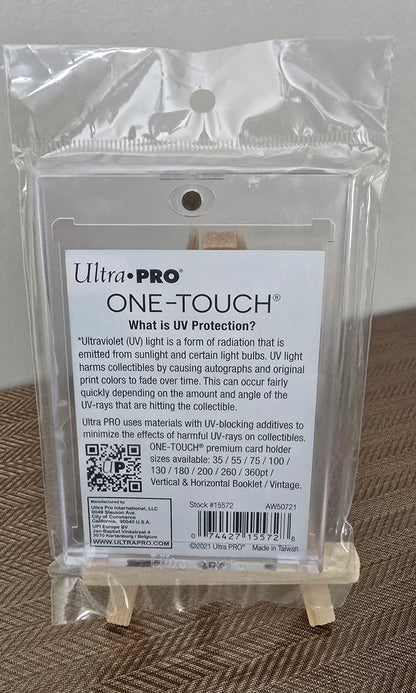 Ultra•PRO®
ONE-TOUCH®
What is UV Protection?
*Ultraviolet (UV) light is a form of radiation that is
emitted from sunlight and certain light bulbs. UV light
harms collectibles by causing autographs and original
print colors to fade over time. This can occur fairly
quickly depending on the amount and angle of the
UV-rays that are hitting the collectible.
Ultra PRO uses materials with UV-blocking additives to
minimize the effects of harmful UV-rays on collectibles.
ONE-TOUCH® premium card holder
sizes available: 35 / 55 / 75 / 100 /
130 / 180 / 200 / 260 / 360pt /
Vertical & Horizontal Booklet / Vintage.
UP
Manufactured by
Ultra Pro International, LLC
6049 Slauson Ave.
City of Commerce
California, 90040 U.S.A.
UPI Europe BV
Jan-Baptist Vinkstraat 4
3070 Kortenburg / Belgium
WWW.ULTRAPRO.COM
Stock #15572
AW50721
0 74427 15572 8
©2021 Ultra PRO®
Made in Taiwan